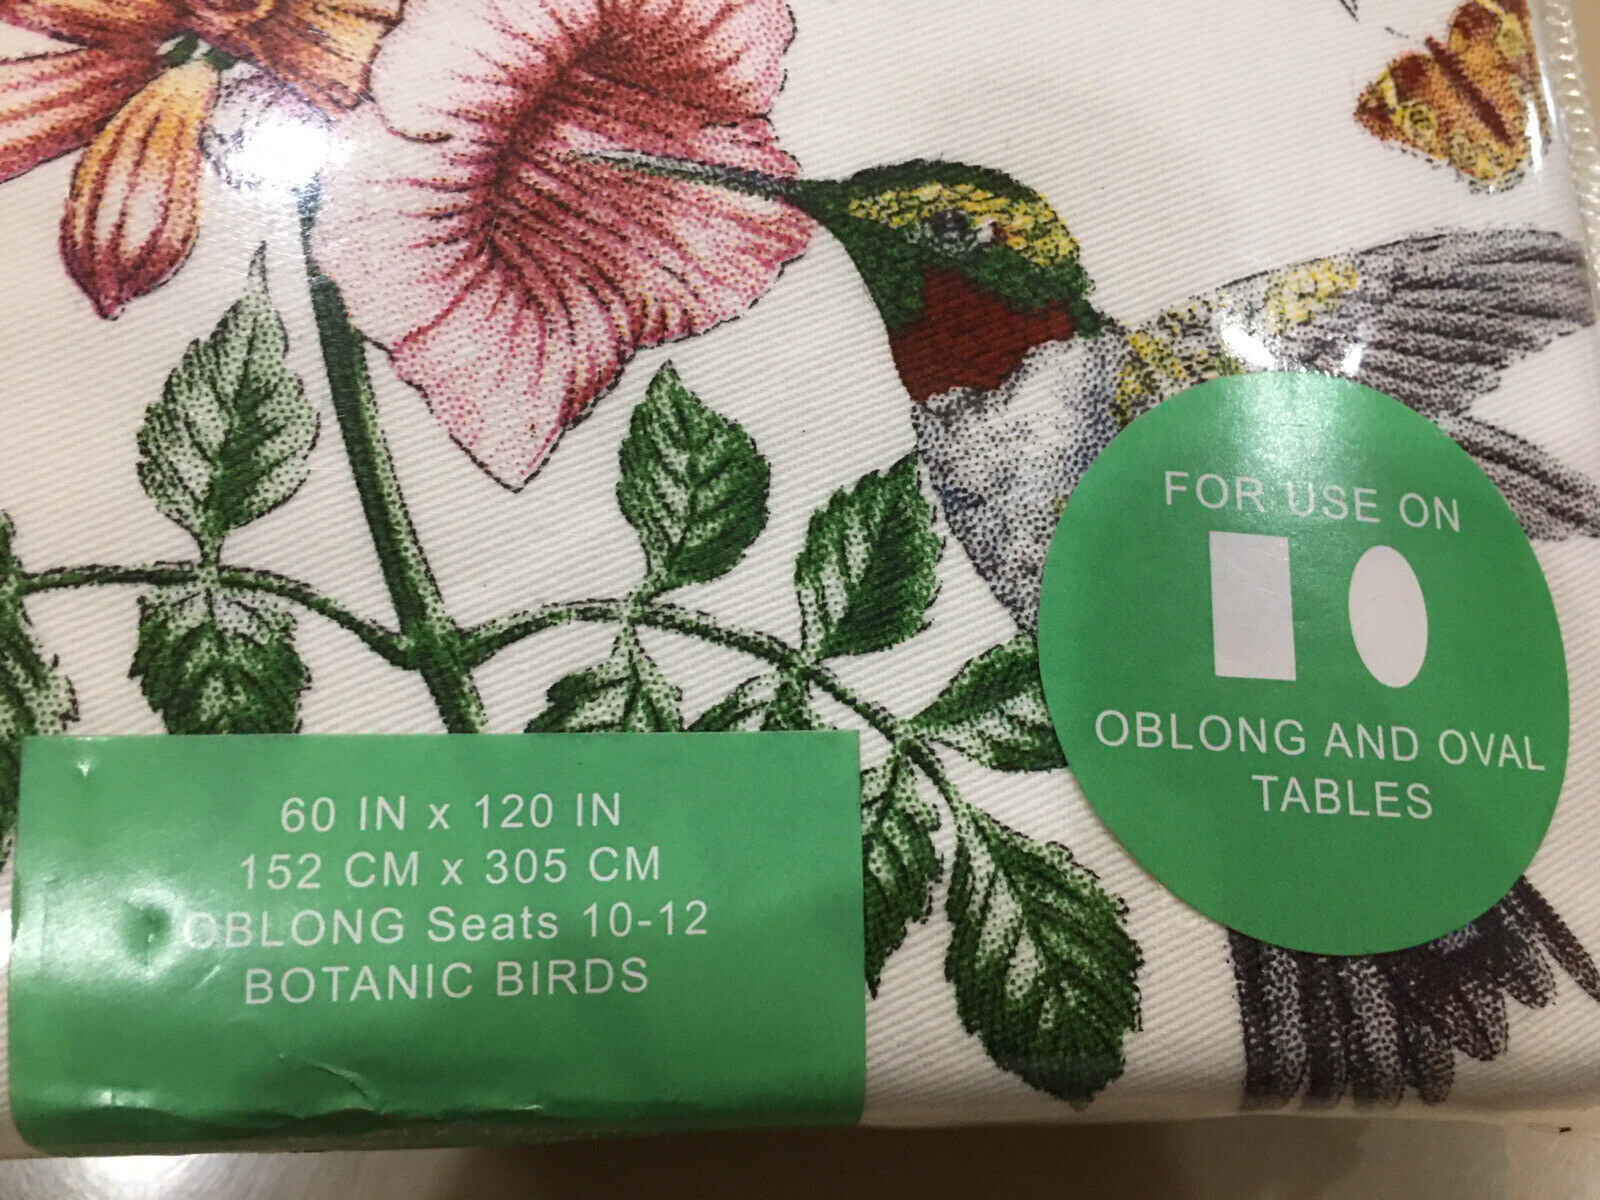 FOR USE ON
OBLONG AND OVAL
TABLES
60 IN x 120 IN
152 CM x 305 CM
OBLONG Seats 10-12
BOTANIC BIRDS